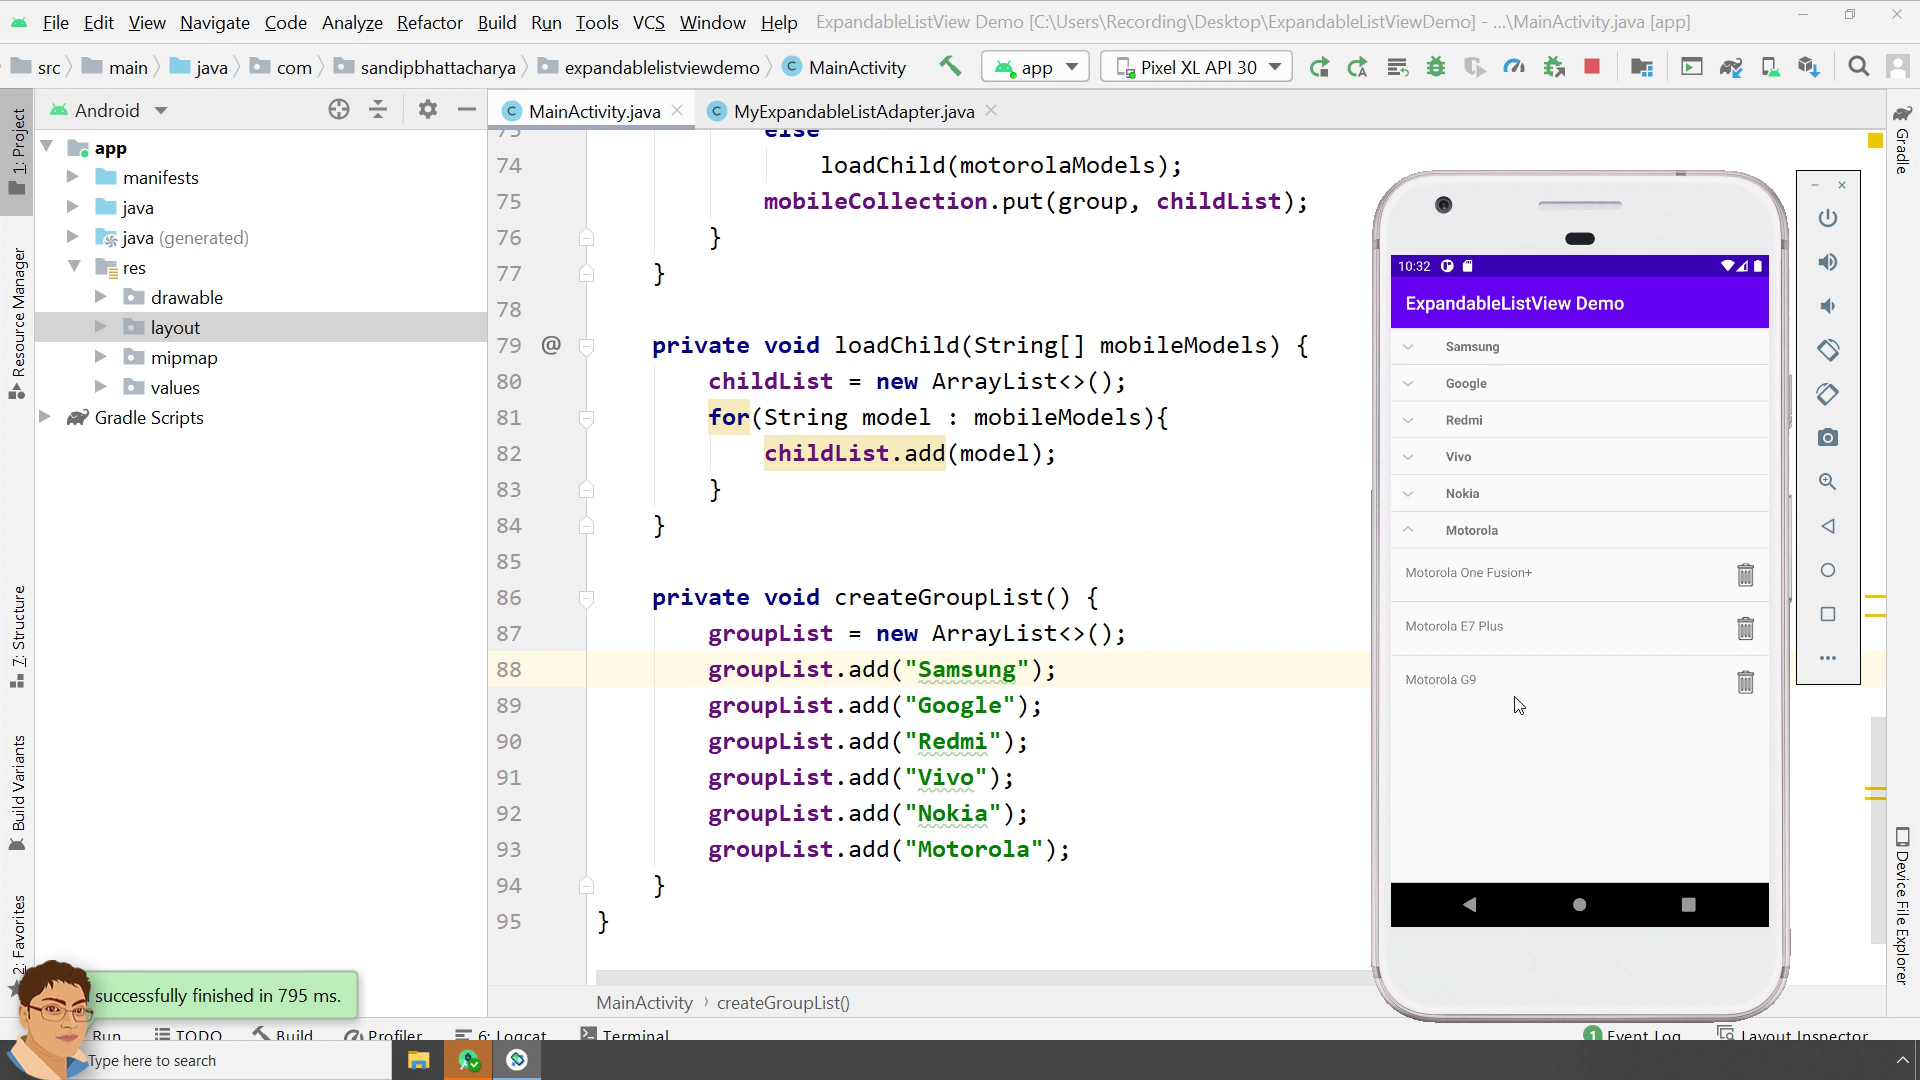 File Edit View Navigate Code Analyze Refactor Build Run Tools VCS Window Help ExpandableListView Demo [C:\Users\Recording\Desktop\ExpandableListViewDemo] - ...\MainActivity.java [app]
src main java com sandipbhattacharya expandablelistviewdemo MainActivity app Pixel XL API 30
Android
MainActivity.java MyExpandableListAdapter.java
app
manifests
java
java (generated)
res
drawable
layout
mipmap
values
Gradle Scripts
1: Project
Resource Manager
7: Structure
Build Variants
2: Favorites
Gradle
Device File Explorer
73 else
74 loadChild(motorolaModels);
75 mobileCollection.put(group, childList);
76 }
77 }
78
79 @ private void loadChild(String[] mobileModels) {
80 childList = new ArrayList<>();
81 for(String model : mobileModels){
82 childList.add(model);
83 }
84 }
85
86 private void createGroupList() {
87 groupList = new ArrayList<>();
88 groupList.add("Samsung");
89 groupList.add("Google");
90 groupList.add("Redmi");
91 groupList.add("Vivo");
92 groupList.add("Nokia");
93 groupList.add("Motorola");
94 }
95 }
MainActivity › createGroupList()
10:32
ExpandableListView Demo
Samsung
Google
Redmi
Vivo
Nokia
Motorola
Motorola One Fusion+
Motorola E7 Plus
Motorola G9
successfully finished in 795 ms.
Run TODO Build Profiler 6: Logcat Terminal 1 Event Log Layout Inspector
Type here to search